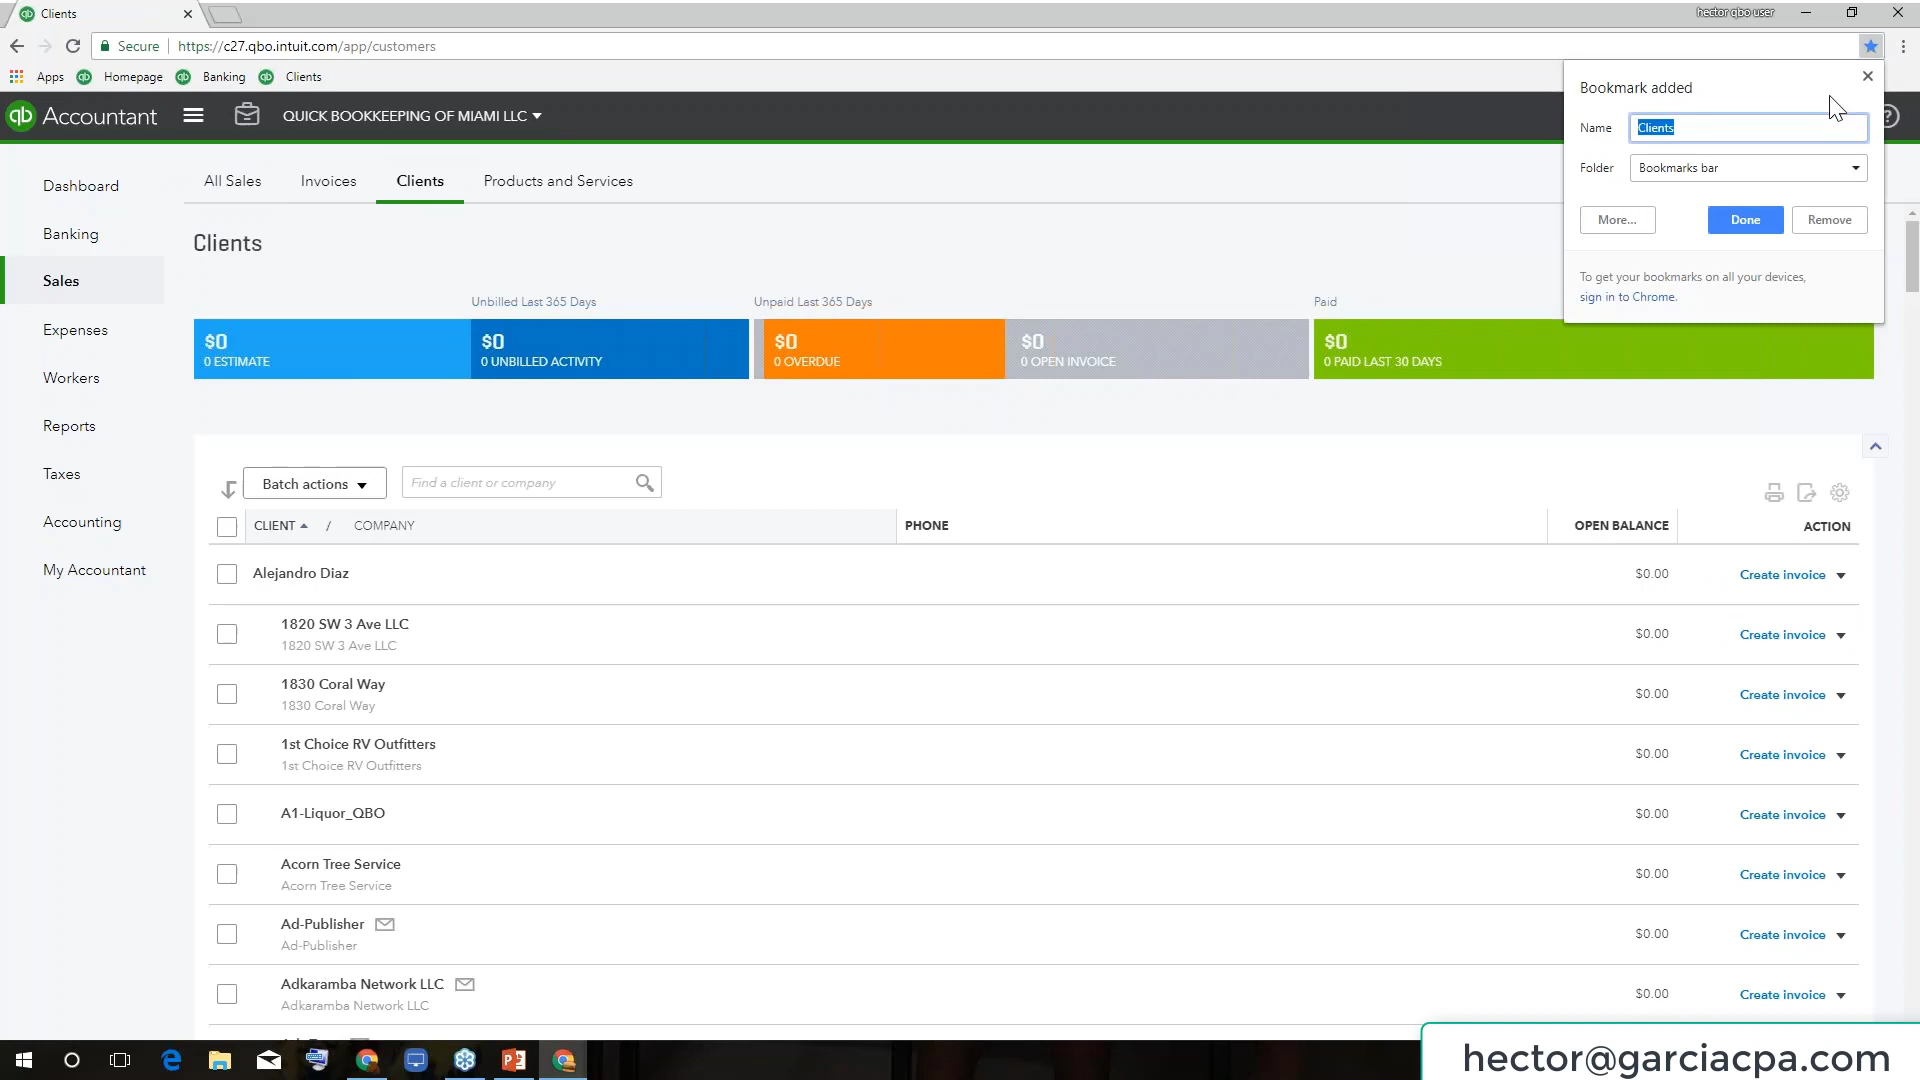 Clients
hector qbo user
Secure https://c27.qbo.intuit.com/app/customers
Apps Homepage Banking Clients
Bookmark added
Name Clients
Folder Bookmarks bar
More... Done Remove
To get your bookmarks on all your devices,
sign in to Chrome.
qb Accountant QUICK BOOKKEEPING OF MIAMI LLC ?
Dashboard
Banking
Sales
Expenses
Workers
Reports
Taxes
Accounting
My Accountant
All Sales Invoices Clients Products and Services
Clients
Unbilled Last 365 Days Unpaid Last 365 Days Paid
$0 $0 $0 $0 $0
0 ESTIMATE 0 UNBILLED ACTIVITY 0 OVERDUE 0 OPEN INVOICE 0 PAID LAST 30 DAYS
Batch actions Find a client or company
CLIENT / COMPANY PHONE OPEN BALANCE ACTION
Alejandro Diaz $0.00 Create invoice
1820 SW 3 Ave LLC $0.00 Create invoice
1820 SW 3 Ave LLC
1830 Coral Way $0.00 Create invoice
1830 Coral Way
1st Choice RV Outfitters $0.00 Create invoice
1st Choice RV Outfitters
A1-Liquor_QBO $0.00 Create invoice
Acorn Tree Service $0.00 Create invoice
Acorn Tree Service
Ad-Publisher $0.00 Create invoice
Ad-Publisher
Adkaramba Network LLC $0.00 Create invoice
Adkaramba Network LLC
hector@garciacpa.com